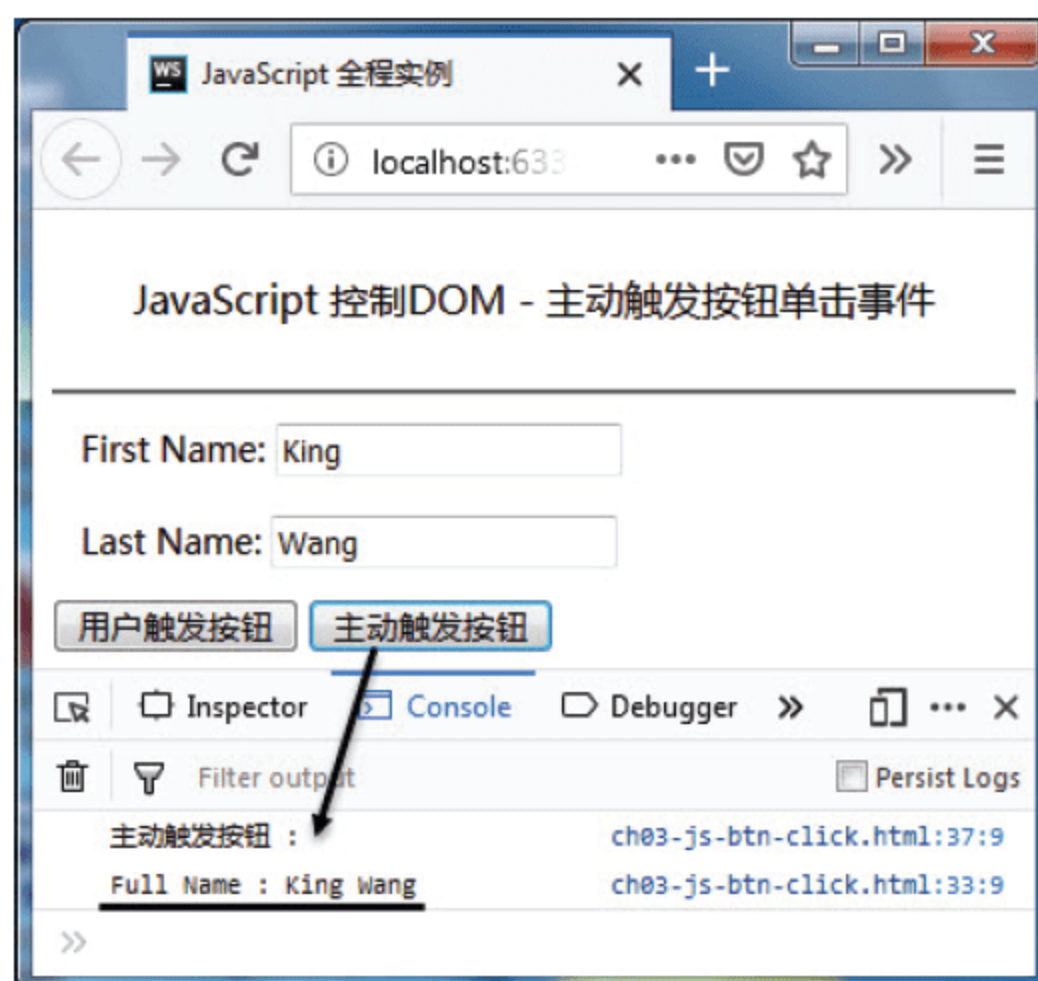 WS JavaScript 全程实例
localhost:633
JavaScript 控制DOM - 主动触发按钮单击事件
First Name: King
Last Name: Wang
用户触发按钮 主动触发按钮
Inspector Console Debugger
Filter output Persist Logs
主动触发按钮 : ch03-js-btn-click.html:37:9
Full Name : King Wang ch03-js-btn-click.html:33:9